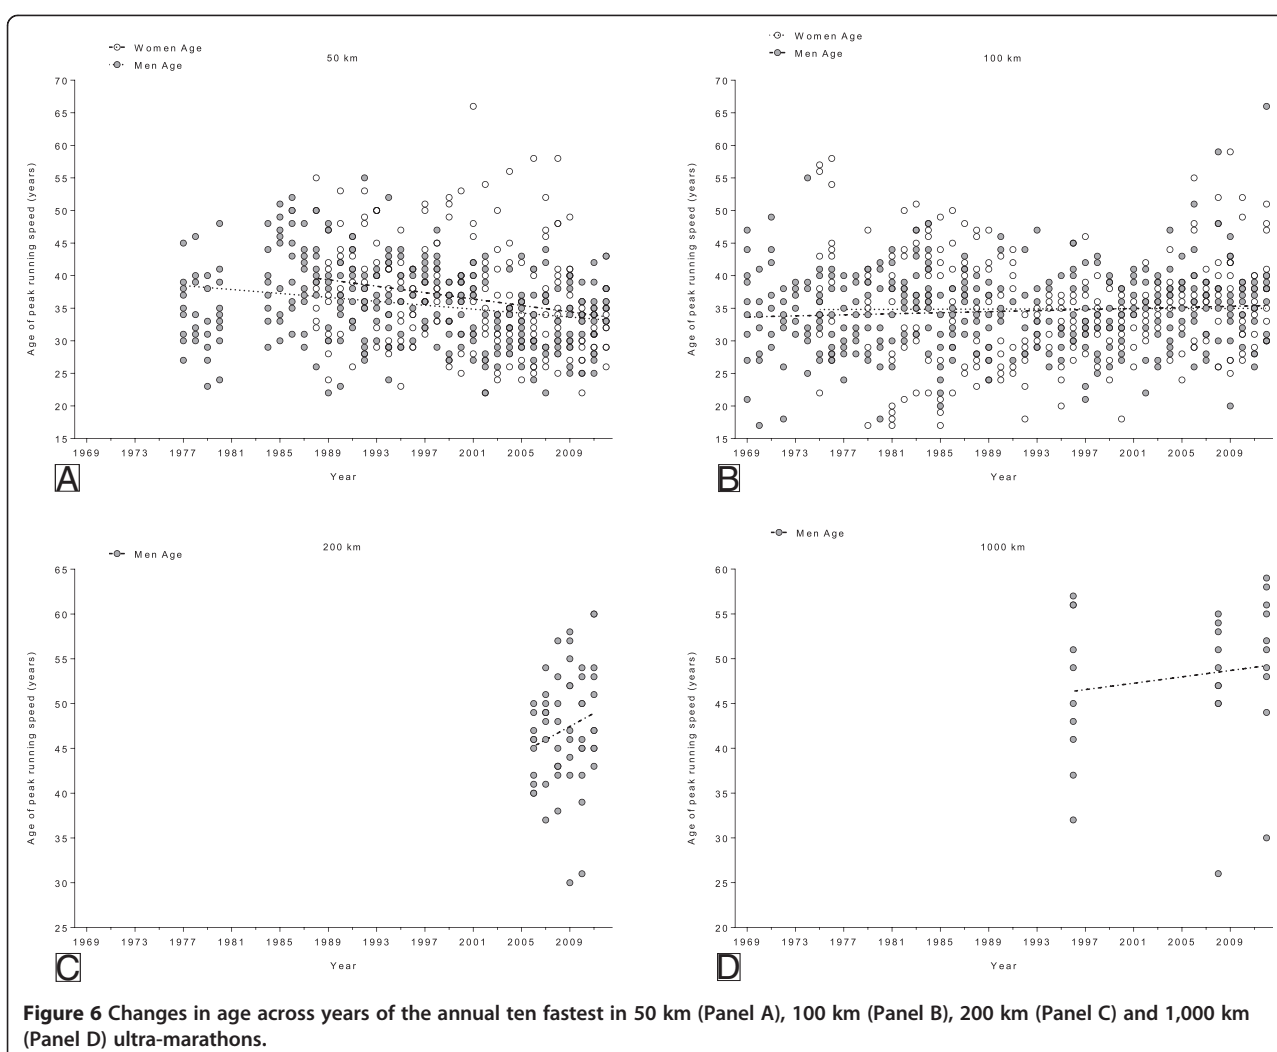 Women Age
Men Age
50 km
Age of peak running speed (years)
70
65
60
55
50
45
40
35
30
25
20
15
1969 1973 1977 1981 1985 1989 1993 1997 2001 2005 2009
Year
A
Women Age
Men Age
100 km
Age of peak running speed (years)
70
65
60
55
50
45
40
35
30
25
20
15
1969 1973 1977 1981 1985 1989 1993 1997 2001 2005 2009
Year
B
Men Age
200 km
Age of peak running speed (years)
65
60
55
50
45
40
35
30
25
1969 1973 1977 1981 1985 1989 1993 1997 2001 2005 2009
Year
C
Men Age
1000 km
Age of peak running speed (years)
60
55
50
45
40
35
30
25
20
1969 1973 1977 1981 1985 1989 1993 1997 2001 2005 2009
Year
D
Figure 6 Changes in age across years of the annual ten fastest in 50 km (Panel A), 100 km (Panel B), 200 km (Panel C) and 1,000 km
(Panel D) ultra-marathons.